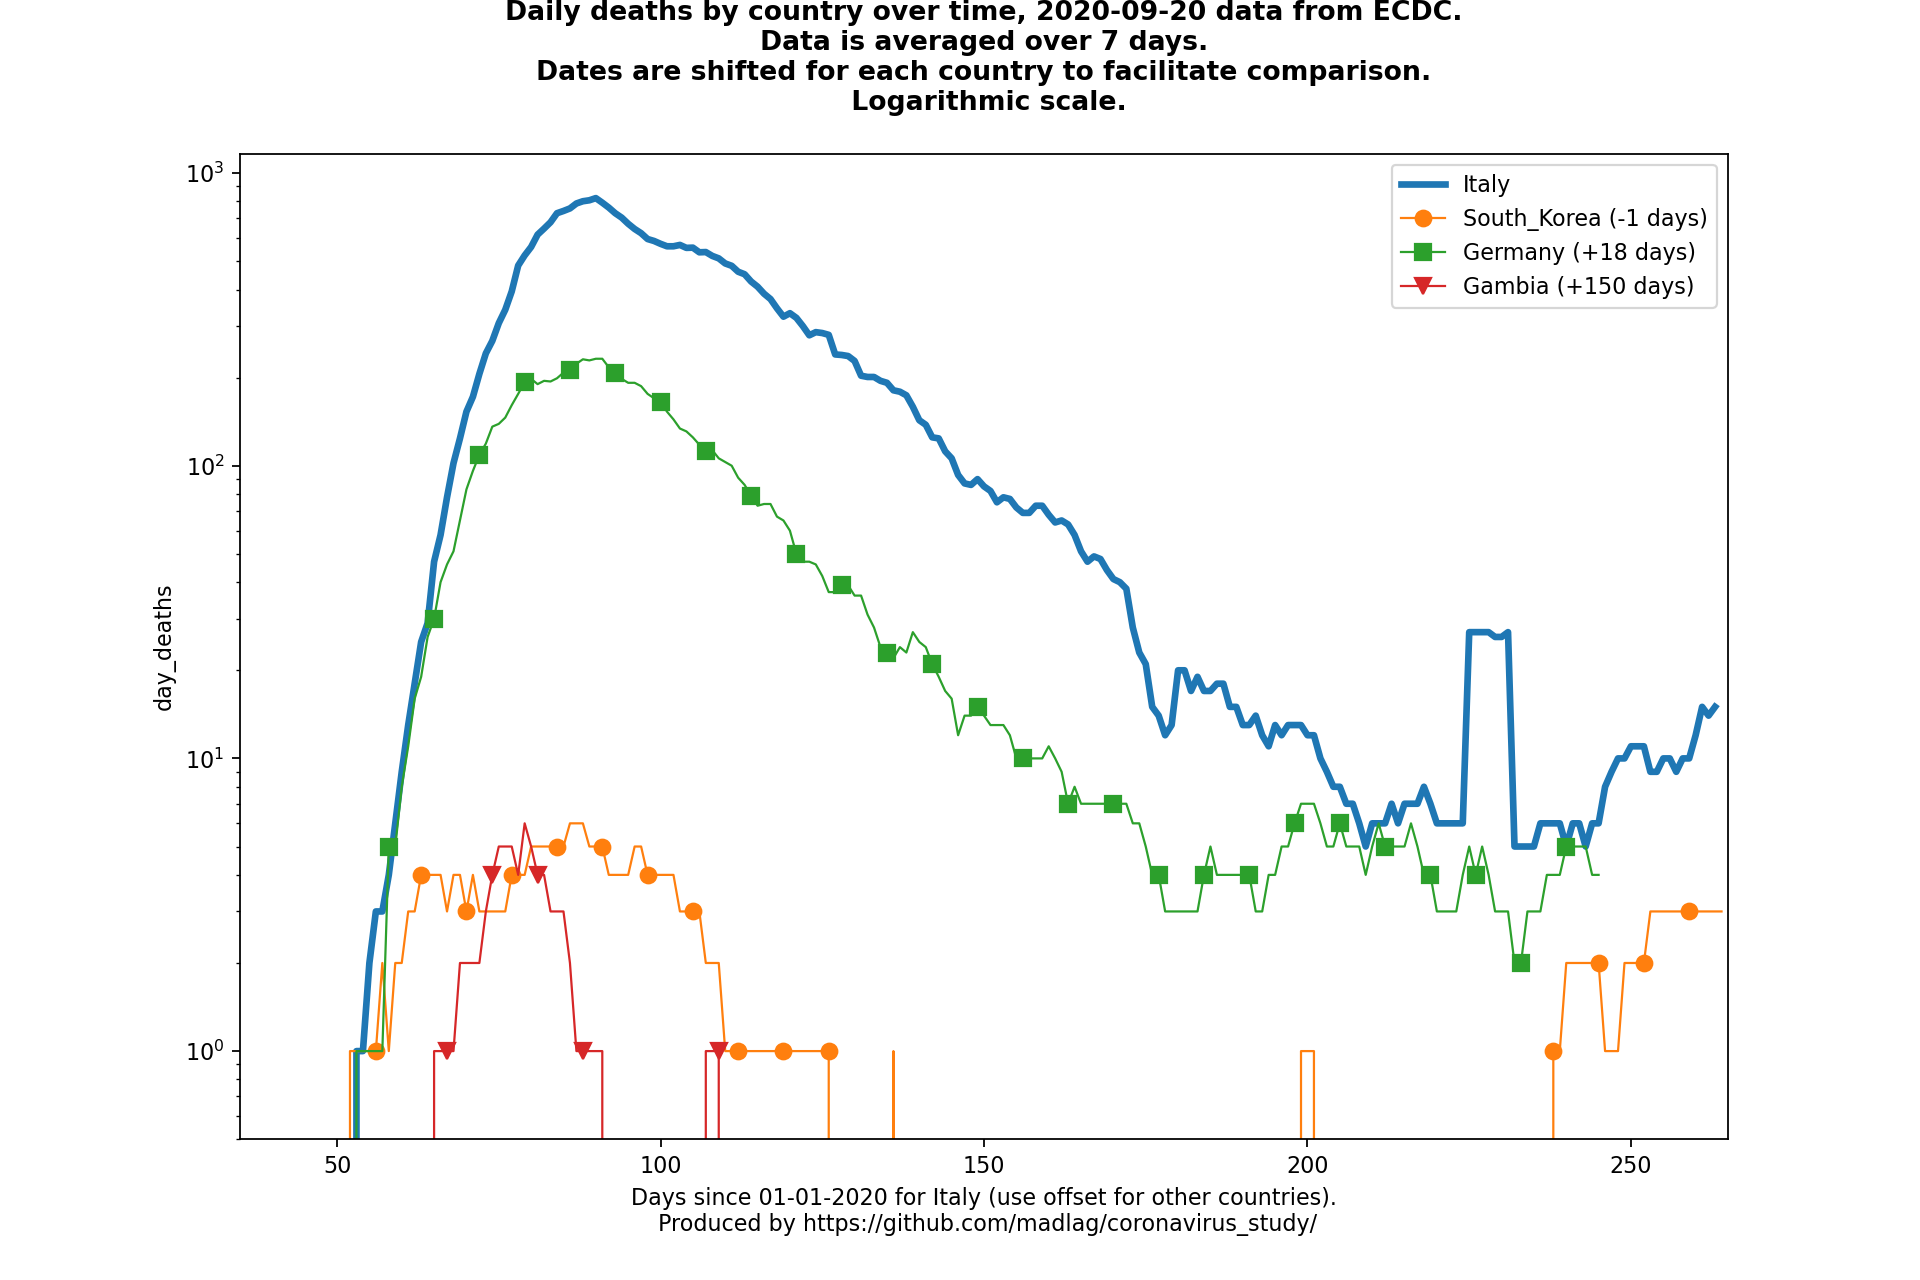 Daily deaths by country over time, 2020-09-20 data from ECDC.
Data is averaged over 7 days.
Dates are shifted for each country to facilitate comparison.
Logarithmic scale.
10³
10²
10¹
10⁰
day_deaths
Italy
South_Korea (-1 days)
Germany (+18 days)
Gambia (+150 days)
50 100 150 200 250
Days since 01-01-2020 for Italy (use offset for other countries).
Produced by https://github.com/madlag/coronavirus_study/